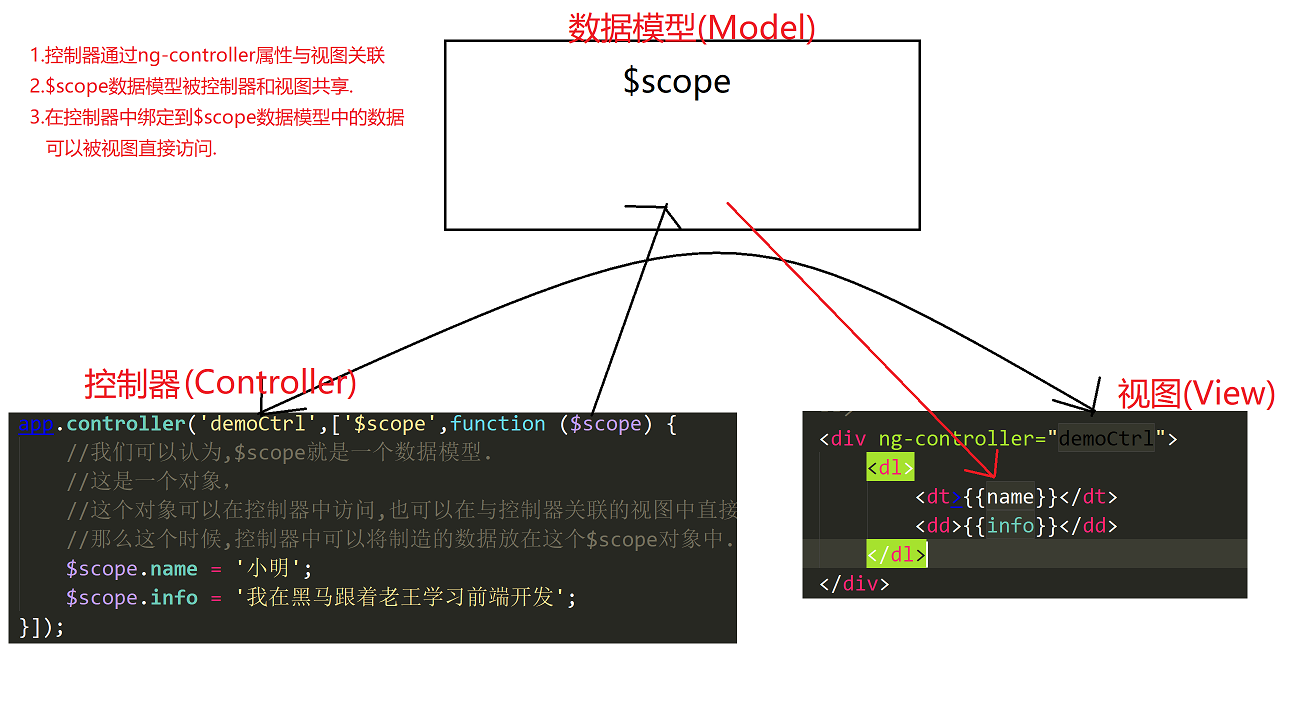 数据模型(Model)
$scope
1.控制器通过ng-controller属性与视图关联
2.$scope数据模型被控制器和视图共享.
3.在控制器中绑定到$scope数据模型中的数据
可以被视图直接访问.
控制器(Controller)
app.controller('demoCtrl',['$scope',function ($scope) {
//我们可以认为,$scope就是一个数据模型.
//这是一个对象,
//这个对象可以在控制器中访问,也可以在与控制器关联的视图中直接
//那么这个时候,控制器中可以将制造的数据放在这个$scope对象中.
$scope.name = '小明';
$scope.info = '我在黑马跟着老王学习前端开发';
}]);
视图(View)
<div ng-controller="demoCtrl">
<dl>
<dt>{{name}}</dt>
<dd>{{info}}</dd>
</dl>
</div>